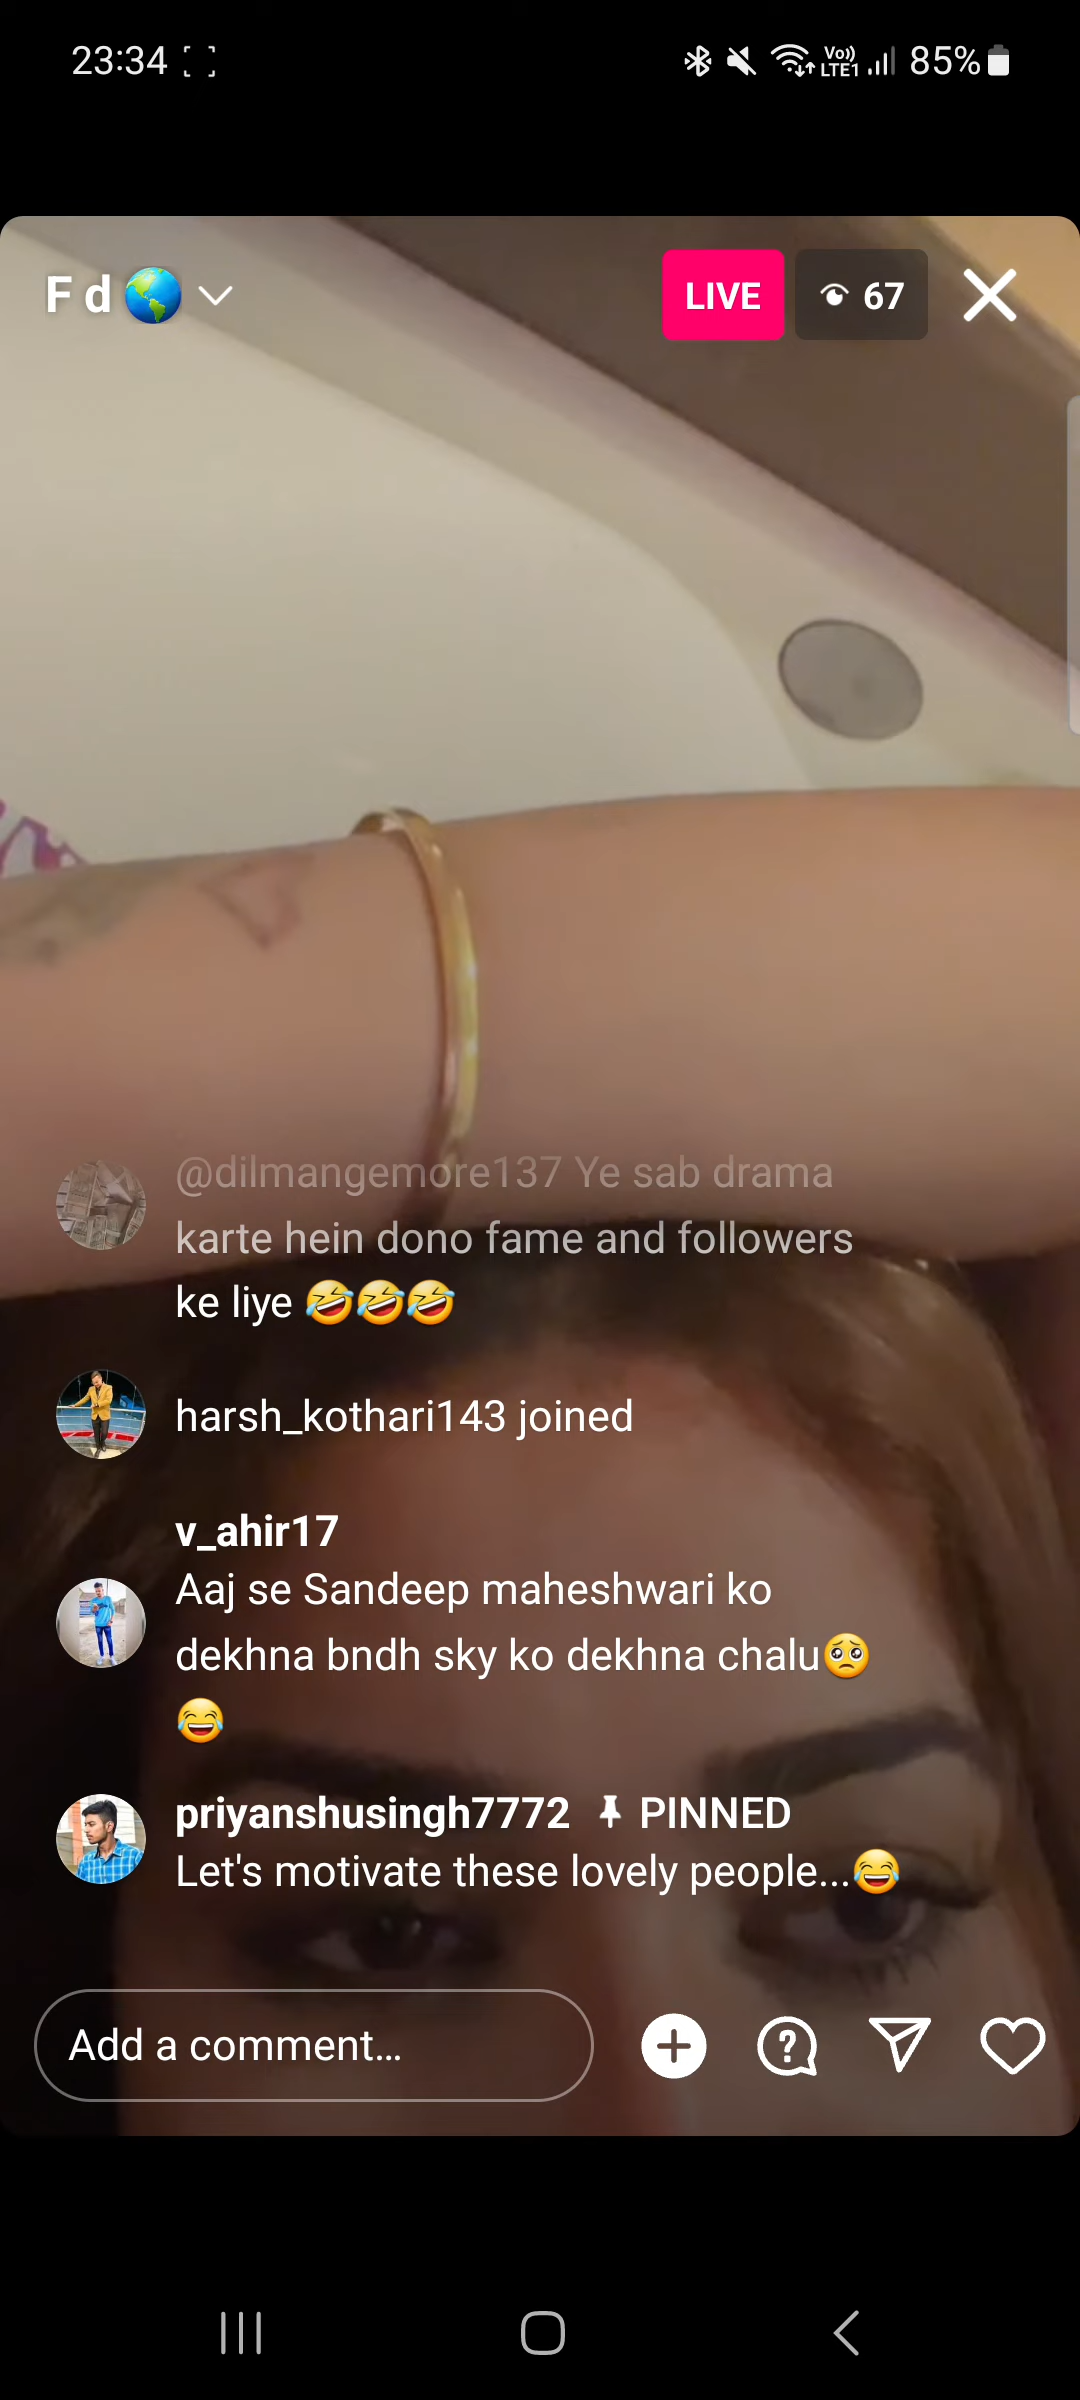 23:34
Vo)) LTE1 85%
F d 🌎
LIVE
67
@dilmangemore137 Ye sab drama
karte hein dono fame and followers
ke liye 🤣🤣🤣
harsh_kothari143 joined
v_ahir17
Aaj se Sandeep maheshwari ko
dekhna bndh sky ko dekhna chalu🥺
😂
priyanshusingh7772 📌 PINNED
Let's motivate these lovely people...😂
Add a comment...